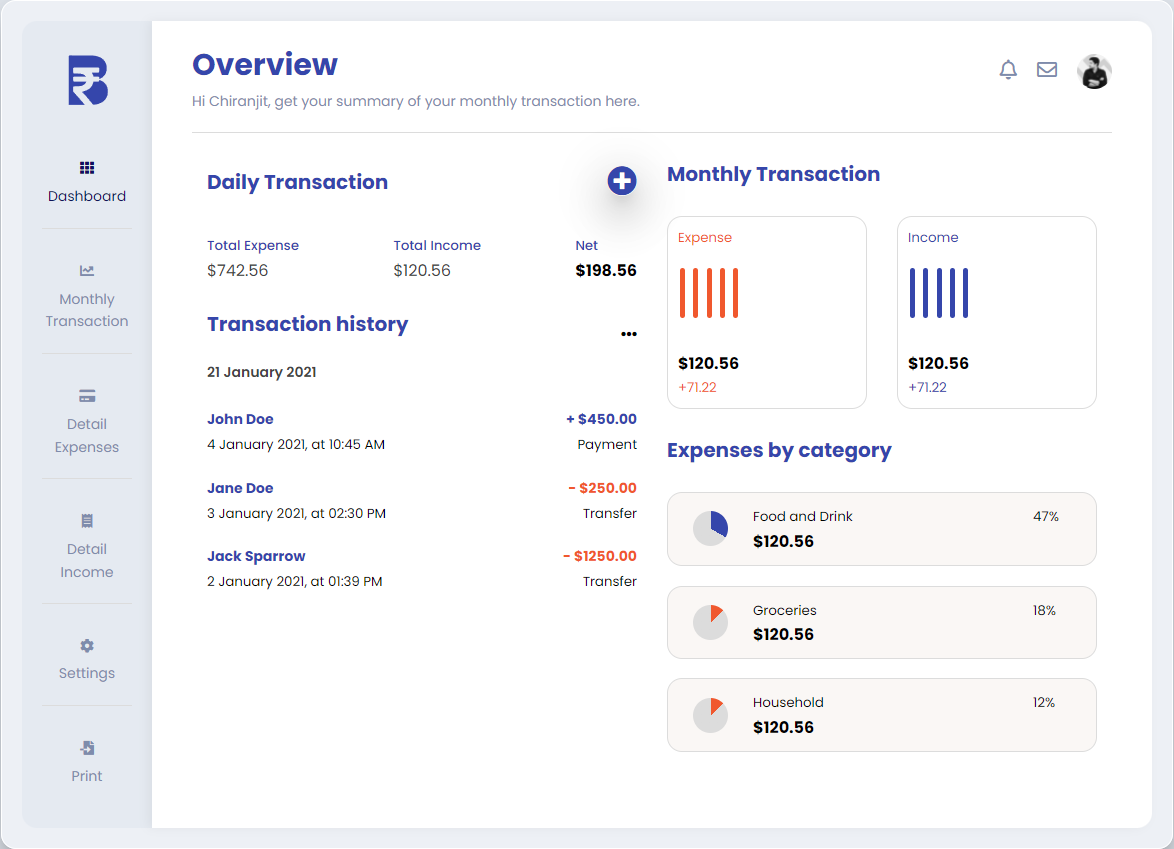 Overview
Hi Chiranjit, get your summary of your monthly transaction here.
Dashboard
Monthly
Transaction
Detail
Expenses
Detail
Income
Settings
Print
Daily Transaction
Total Expense
$742.56
Total Income
$120.56
Net
$198.56
Transaction history
21 January 2021
John Doe
+ $450.00
4 January 2021, at 10:45 AM
Payment
Jane Doe
- $250.00
3 January 2021, at 02:30 PM
Transfer
Jack Sparrow
- $1250.00
2 January 2021, at 01:39 PM
Transfer
Monthly Transaction
Expense
$120.56
+71.22
Income
$120.56
+71.22
Expenses by category
Food and Drink
47%
$120.56
Groceries
18%
$120.56
Household
12%
$120.56